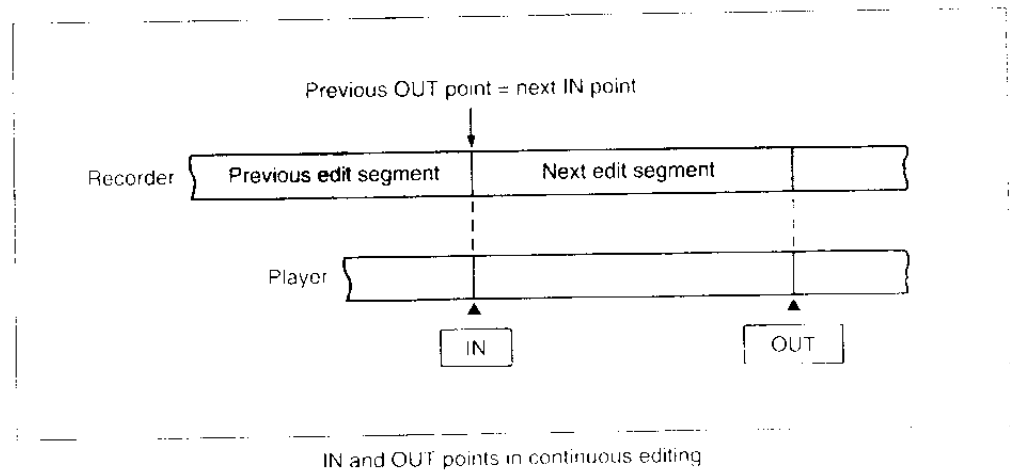 Previous OUT point = next IN point
Recorder
Previous edit segment
Next edit segment
Player
IN
OUT
IN and OUT points in continuous editing